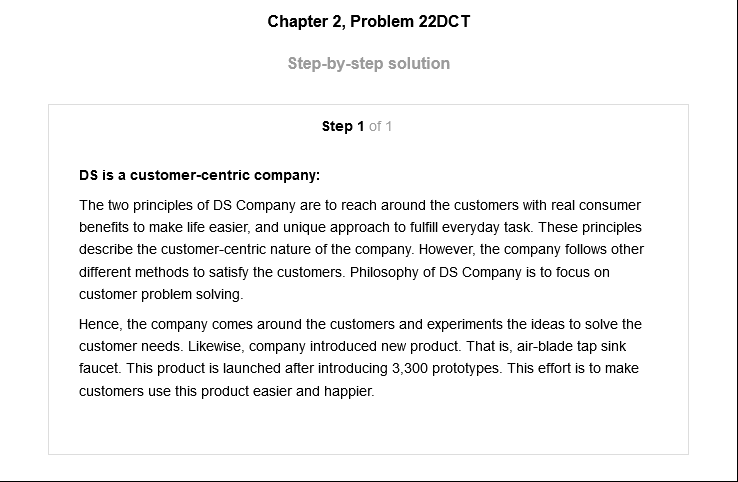 Chapter 2, Problem 22DCT
Step-by-step solution
Step 1 of 1
DS is a customer-centric company:
The two principles of DS Company are to reach around the customers with real consumer
benefits to make life easier, and unique approach to fulfill everyday task. These principles
describe the customer-centric nature of the company. However, the company follows other
different methods to satisfy the customers. Philosophy of DS Company is to focus on
customer problem solving.
Hence, the company comes around the customers and experiments the ideas to solve the
customer needs. Likewise, company introduced new product. That is, air-blade tap sink
faucet. This product is launched after introducing 3,300 prototypes. This effort is to make
customers use this product easier and happier.